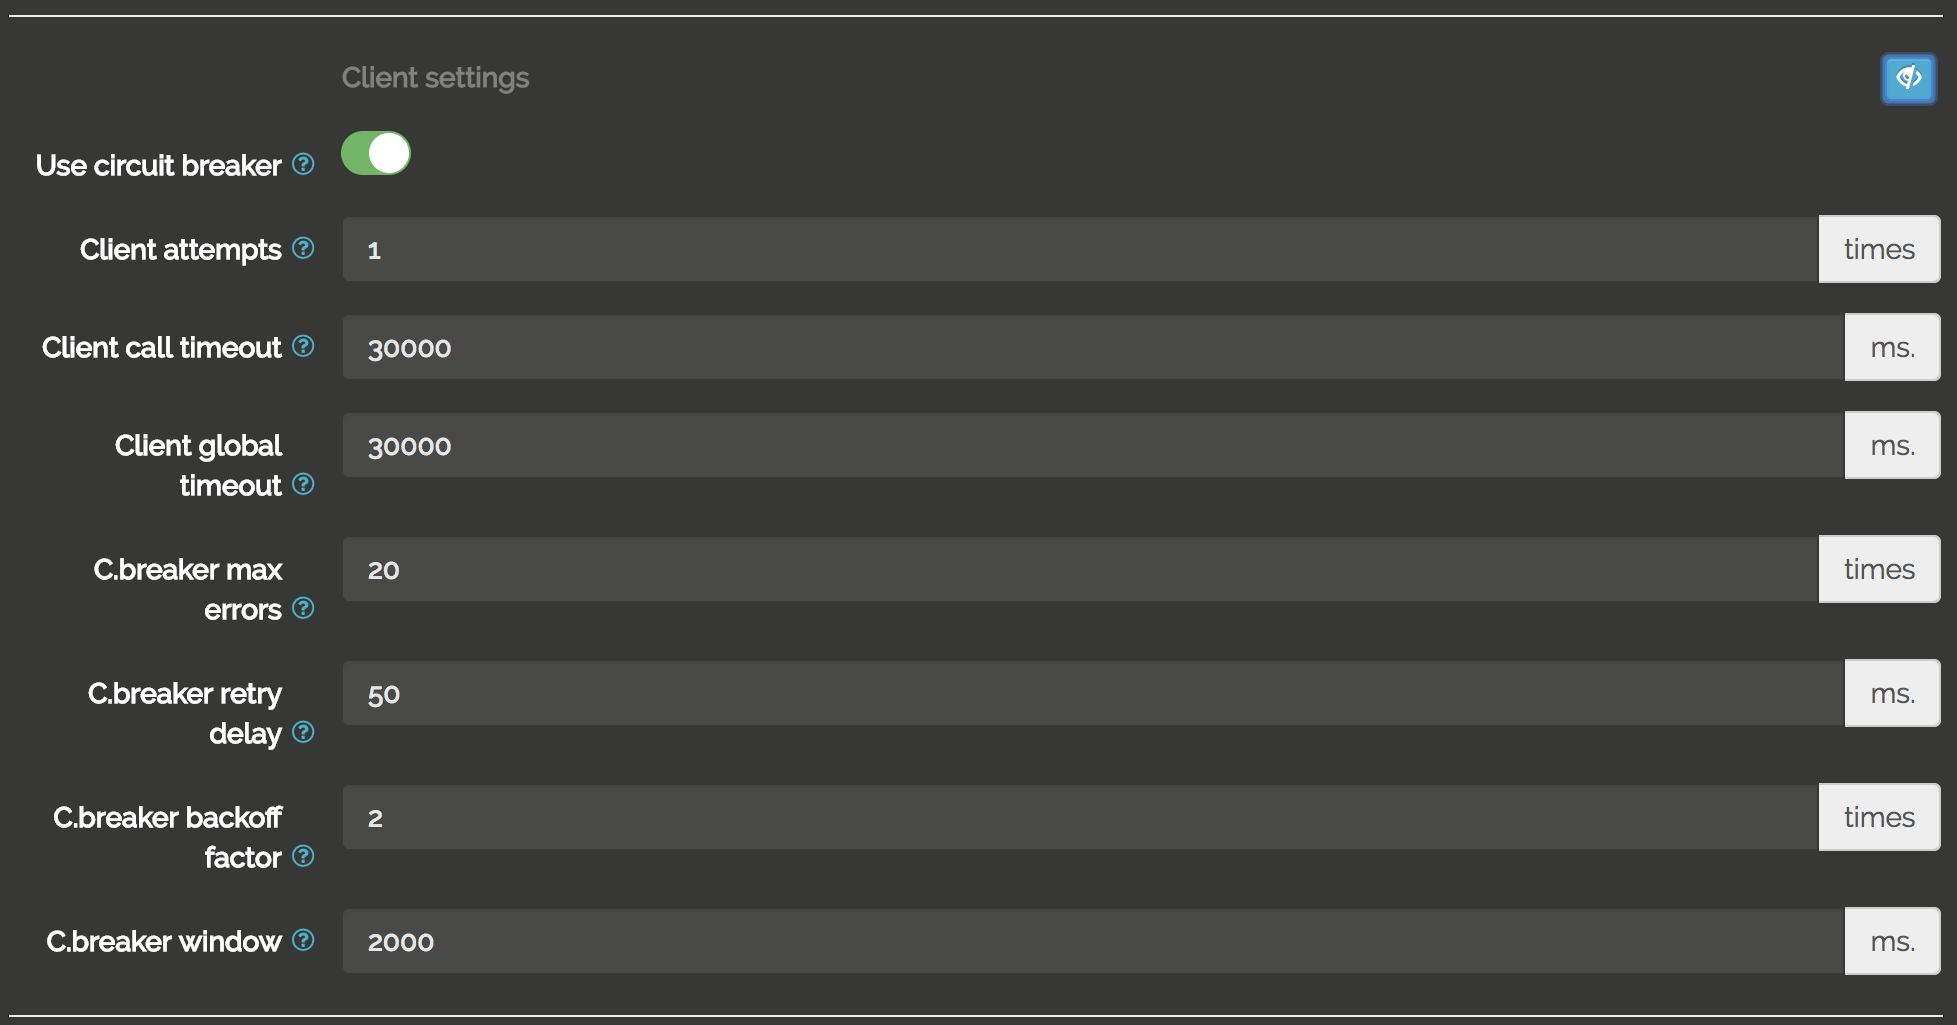 Client settings
Use circuit breaker ?
Client attempts ? 1 times
Client call timeout ? 30000 ms.
Client global 30000 ms.
timeout ?
C.breaker max 20 times
errors ?
C.breaker retry 50 ms.
delay ?
C.breaker backoff 2 times
factor ?
C.breaker window ? 2000 ms.